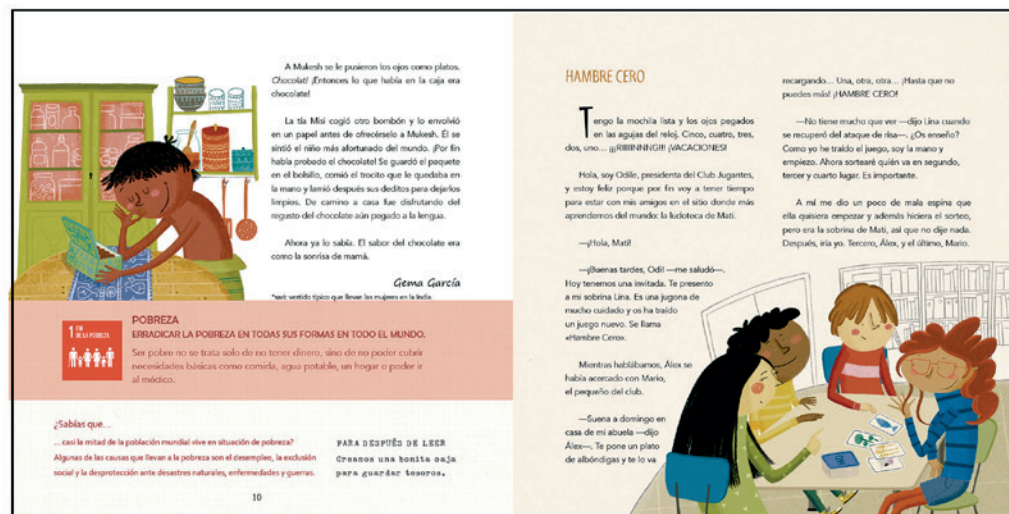 A Mukesh se le pusieron los ojos como platos.
Chocolat! ¡Entonces lo que había en la caja era
chocolate!
La tía Misi cogió otro bombón y lo envolvió
en un papel antes de ofrecérselo a Mukesh. Él se
sintió el niño más afortunado del mundo. ¡Por fin
había probado el chocolate! Se guardó el paquete
en el bolsillo, comió el trocito que le quedaba en
la mano y lamió después sus deditos para dejarlos
limpios. De camino a casa fue disfrutando del
regusto del chocolate aún pegado a la lengua.
Ahora ya lo sabía. El sabor del chocolate era
como la sonrisa de mamá.
Gema García
*sari: vestido típico que llevan las mujeres en la India.
1 FIN
DE LA POBREZA
POBREZA
ERRADICAR LA POBREZA EN TODAS SUS FORMAS EN TODO EL MUNDO.
Ser pobre no se trata solo de no tener dinero, sino de no poder cubrir
necesidades básicas como comida, agua potable, un hogar o poder ir
al médico.
¿Sabías que...
... casi la mitad de la población mundial vive en situación de pobreza?
Algunas de las causas que llevan a la pobreza son el desempleo, la exclusión
social y la desprotección ante desastres naturales, enfermedades y guerras.
PARA DESPUÉS DE LEER
Creamos una bonita caja
para guardar tesoros.
10
HAMBRE CERO
Tengo la mochila lista y los ojos pegados
en las agujas del reloj. Cinco, cuatro, tres,
dos, uno... ¡¡¡RIIIIINNNG!!! ¡VACACIONES!
Hola, soy Odile, presidenta del Club Jugantes,
y estoy feliz porque por fin voy a tener tiempo
para estar con mis amigos en el sitio donde más
aprendemos del mundo: la ludoteca de Mati.
—¡Hola, Mati!
—¡Buenas tardes, Odi! —me saludó—.
Hoy tenemos una invitada. Te presento
a mi sobrina Lina. Es una jugona de
mucho cuidado y os ha traído
un juego nuevo. Se llama
«Hambre Cero».
Mientras hablábamos, Álex se
había acercado con Mario,
el pequeño del club.
—Suena a domingo en
casa de mi abuela —dijo
Álex—. Te pone un plato
de albóndigas y te lo va
recargando... Una, otra, otra... ¡Hasta que no
puedes más! ¡HAMBRE CERO!
—No tiene mucho que ver —dijo Lina cuando
se recuperó del ataque de risa—. ¿Os enseño?
Como yo he traído el juego, soy la mano y
empiezo. Ahora sortearé quién va en segundo,
tercer y cuarto lugar. Es importante.
A mí me dio un poco de mala espina que
ella quisiera empezar y además hiciera el sorteo,
pero era la sobrina de Mati, así que no dije nada.
Después, iría yo. Tercero, Álex, y el último, Mario.